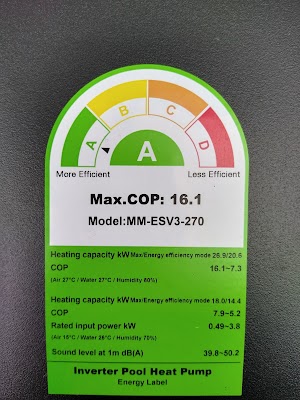 A B C D
A
More Efficient Less Efficient
Max.COP: 16.1
Model:MM-ESV3-270
Heating capacity kW Max/Energy efficiency mode 26.9/20.6
COP 16.1~7.3
(Air 27°C / Water 27°C / Humidity 80%)
Heating capacity kW Max/Energy efficiency mode 18.0/14.4
COP 7.9~5.2
Rated input power kW 0.49~3.8
(Air 15°C / Water 26°C / Humidity 70%)
Sound level at 1m dB(A) 39.8~50.2
Inverter Pool Heat Pump
Energy Label